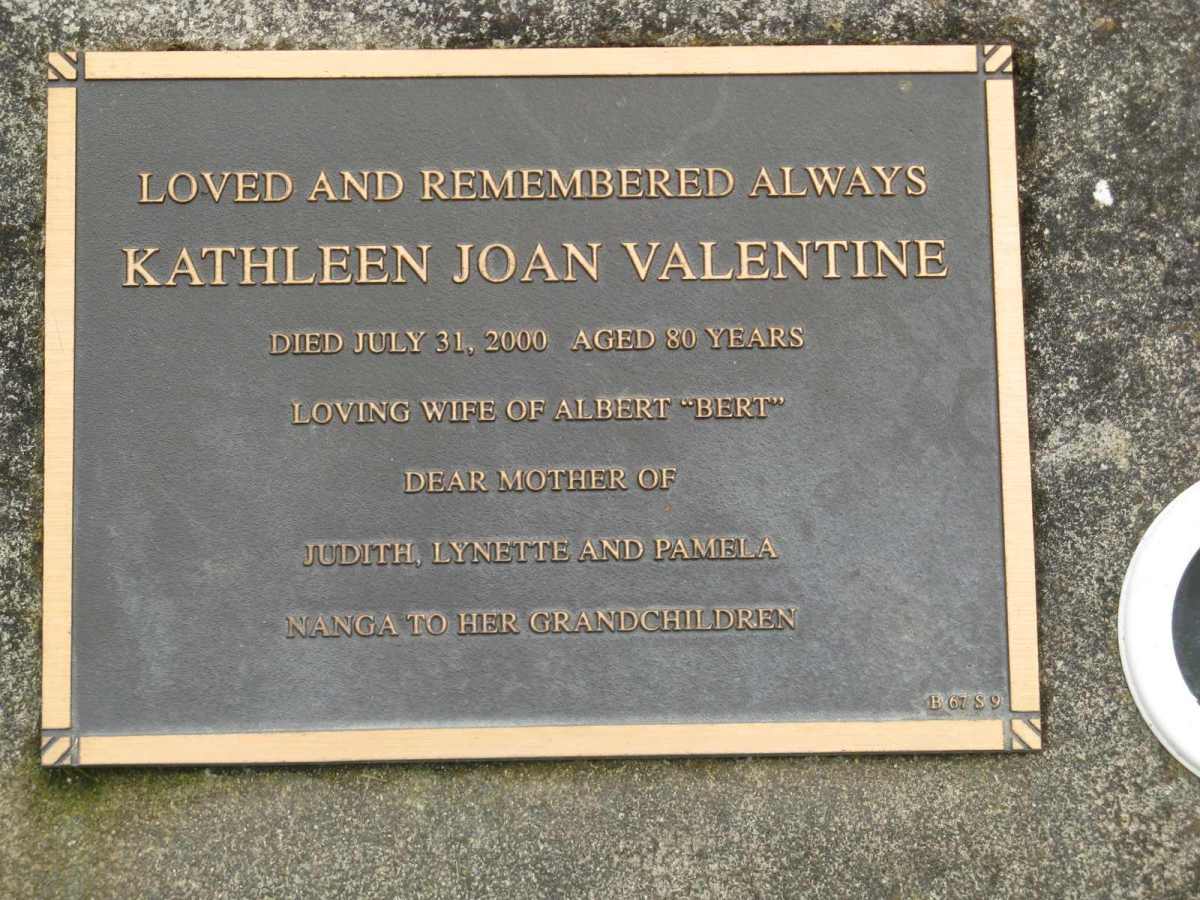 LOVED AND REMEMBERED ALWAYS
KATHLEEN JOAN VALENTINE
DIED JULY 31, 2000 AGED 80 YEARS
LOVING WIFE OF ALBERT “BERT”
DEAR MOTHER OF
JUDITH, LYNETTE AND PAMELA
NANGA TO HER GRANDCHILDREN
B 67 S 9